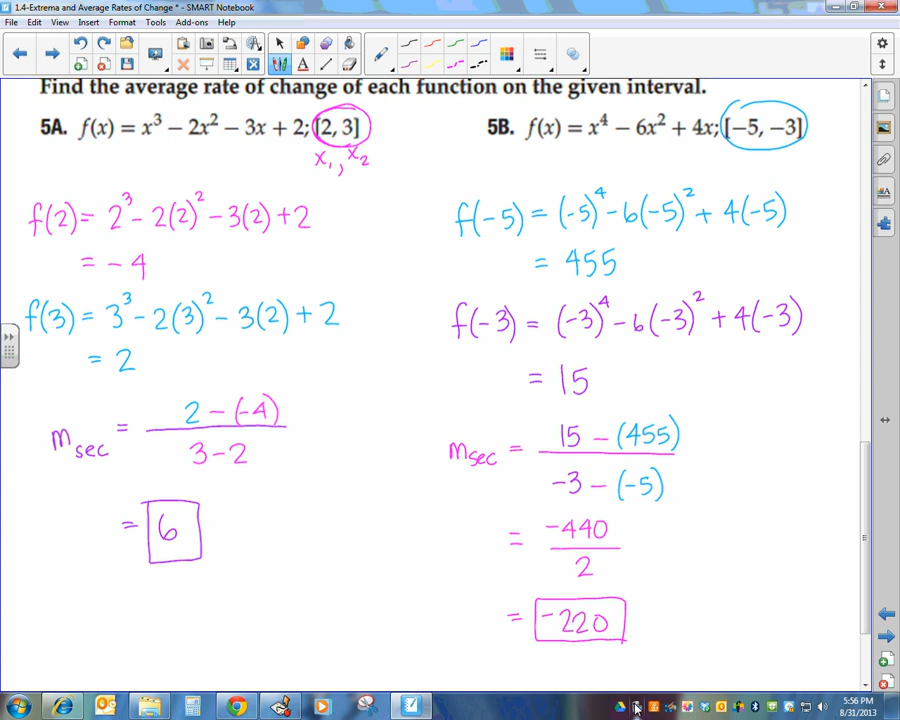 1.4-Extrema and Average Rates of Change * - SMART Notebook
File Edit View Insert Format Tools Add-ons Help
Find the average rate of change of each function on the given interval.
5A. f(x) = x³ − 2x² − 3x + 2; [2, 3]
x₁, x₂
f(2) = 2³ - 2(2)² - 3(2) + 2
= -4
f(3) = 3³ - 2(3)² - 3(2) + 2
= 2
m sec = 2 - (-4) / 3 - 2
= 6
5B. f(x) = x⁴ − 6x² + 4x; [−5, −3]
f(-5) = (-5)⁴ - 6(-5)² + 4(-5)
= 455
f(-3) = (-3)⁴ - 6(-3)² + 4(-3)
= 15
m sec = 15 - (455) / -3 - (-5)
= -440 / 2
= -220
5:56 PM
8/31/2013